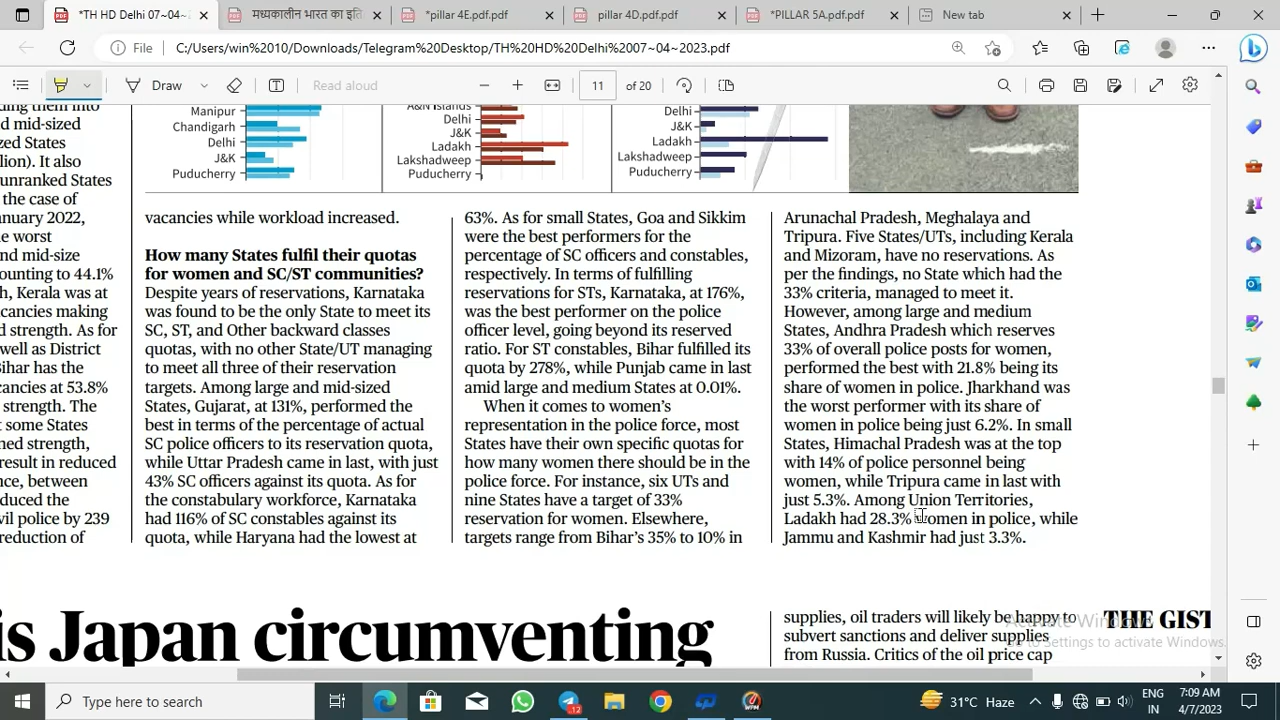 *TH HD Delhi 07~04~
मध्यकालीन भारत का इति
*pillar 4E.pdf.pdf
pillar 4D.pdf.pdf
*PILLAR 5A.pdf.pdf
New tab
File
C:/Users/win%2010/Downloads/Telegram%20Desktop/TH%20HD%20Delhi%2007~04~2023.pdf
Draw
Read aloud
11 of 20
ding them into
d mid-sized
zed States
lion). It also
unranked States
the case of
nuary 2022,
e worst
nd mid-size
ounting to 44.1%
h, Kerala was at
cancies making
d strength. As for
well as District
Bihar has the
cancies at 53.8%
strength. The
t some States
ned strength,
result in reduced
nce, between
duced the
vil police by 239
reduction of
Manipur
Chandigarh
Delhi
J&K
Puducherry
A&N Islands
Delhi
J&K
Ladakh
Lakshadweep
Puducherry
Delhi
J&K
Ladakh
Lakshadweep
Puducherry
vacancies while workload increased.
How many States fulfil their quotas
for women and SC/ST communities?
Despite years of reservations, Karnataka
was found to be the only State to meet its
SC, ST, and Other backward classes
quotas, with no other State/UT managing
to meet all three of their reservation
targets. Among large and mid-sized
States, Gujarat, at 131%, performed the
best in terms of the percentage of actual
SC police officers to its reservation quota,
while Uttar Pradesh came in last, with just
43% SC officers against its quota. As for
the constabulary workforce, Karnataka
had 116% of SC constables against its
quota, while Haryana had the lowest at
63%. As for small States, Goa and Sikkim
were the best performers for the
percentage of SC officers and constables,
respectively. In terms of fulfilling
reservations for STs, Karnataka, at 176%,
was the best performer on the police
officer level, going beyond its reserved
ratio. For ST constables, Bihar fulfilled its
quota by 278%, while Punjab came in last
amid large and medium States at 0.01%.
When it comes to women’s
representation in the police force, most
States have their own specific quotas for
how many women there should be in the
police force. For instance, six UTs and
nine States have a target of 33%
reservation for women. Elsewhere,
targets range from Bihar’s 35% to 10% in
Arunachal Pradesh, Meghalaya and
Tripura. Five States/UTs, including Kerala
and Mizoram, have no reservations. As
per the findings, no State which had the
33% criteria, managed to meet it.
However, among large and medium
States, Andhra Pradesh which reserves
33% of overall police posts for women,
performed the best with 21.8% being its
share of women in police. Jharkhand was
the worst performer with its share of
women in police being just 6.2%. In small
States, Himachal Pradesh was at the top
with 14% of police personnel being
women, while Tripura came in last with
just 5.3%. Among Union Territories,
Ladakh had 28.3% women in police, while
Jammu and Kashmir had just 3.3%.
is Japan circumventing
supplies, oil traders will likely be happy to
subvert sanctions and deliver supplies
from Russia. Critics of the oil price cap
THE GIST
Activate Windows
Go to Settings to activate Windows.
Type here to search
12
31°C Haze
ENG
IN
7:09 AM
4/7/2023